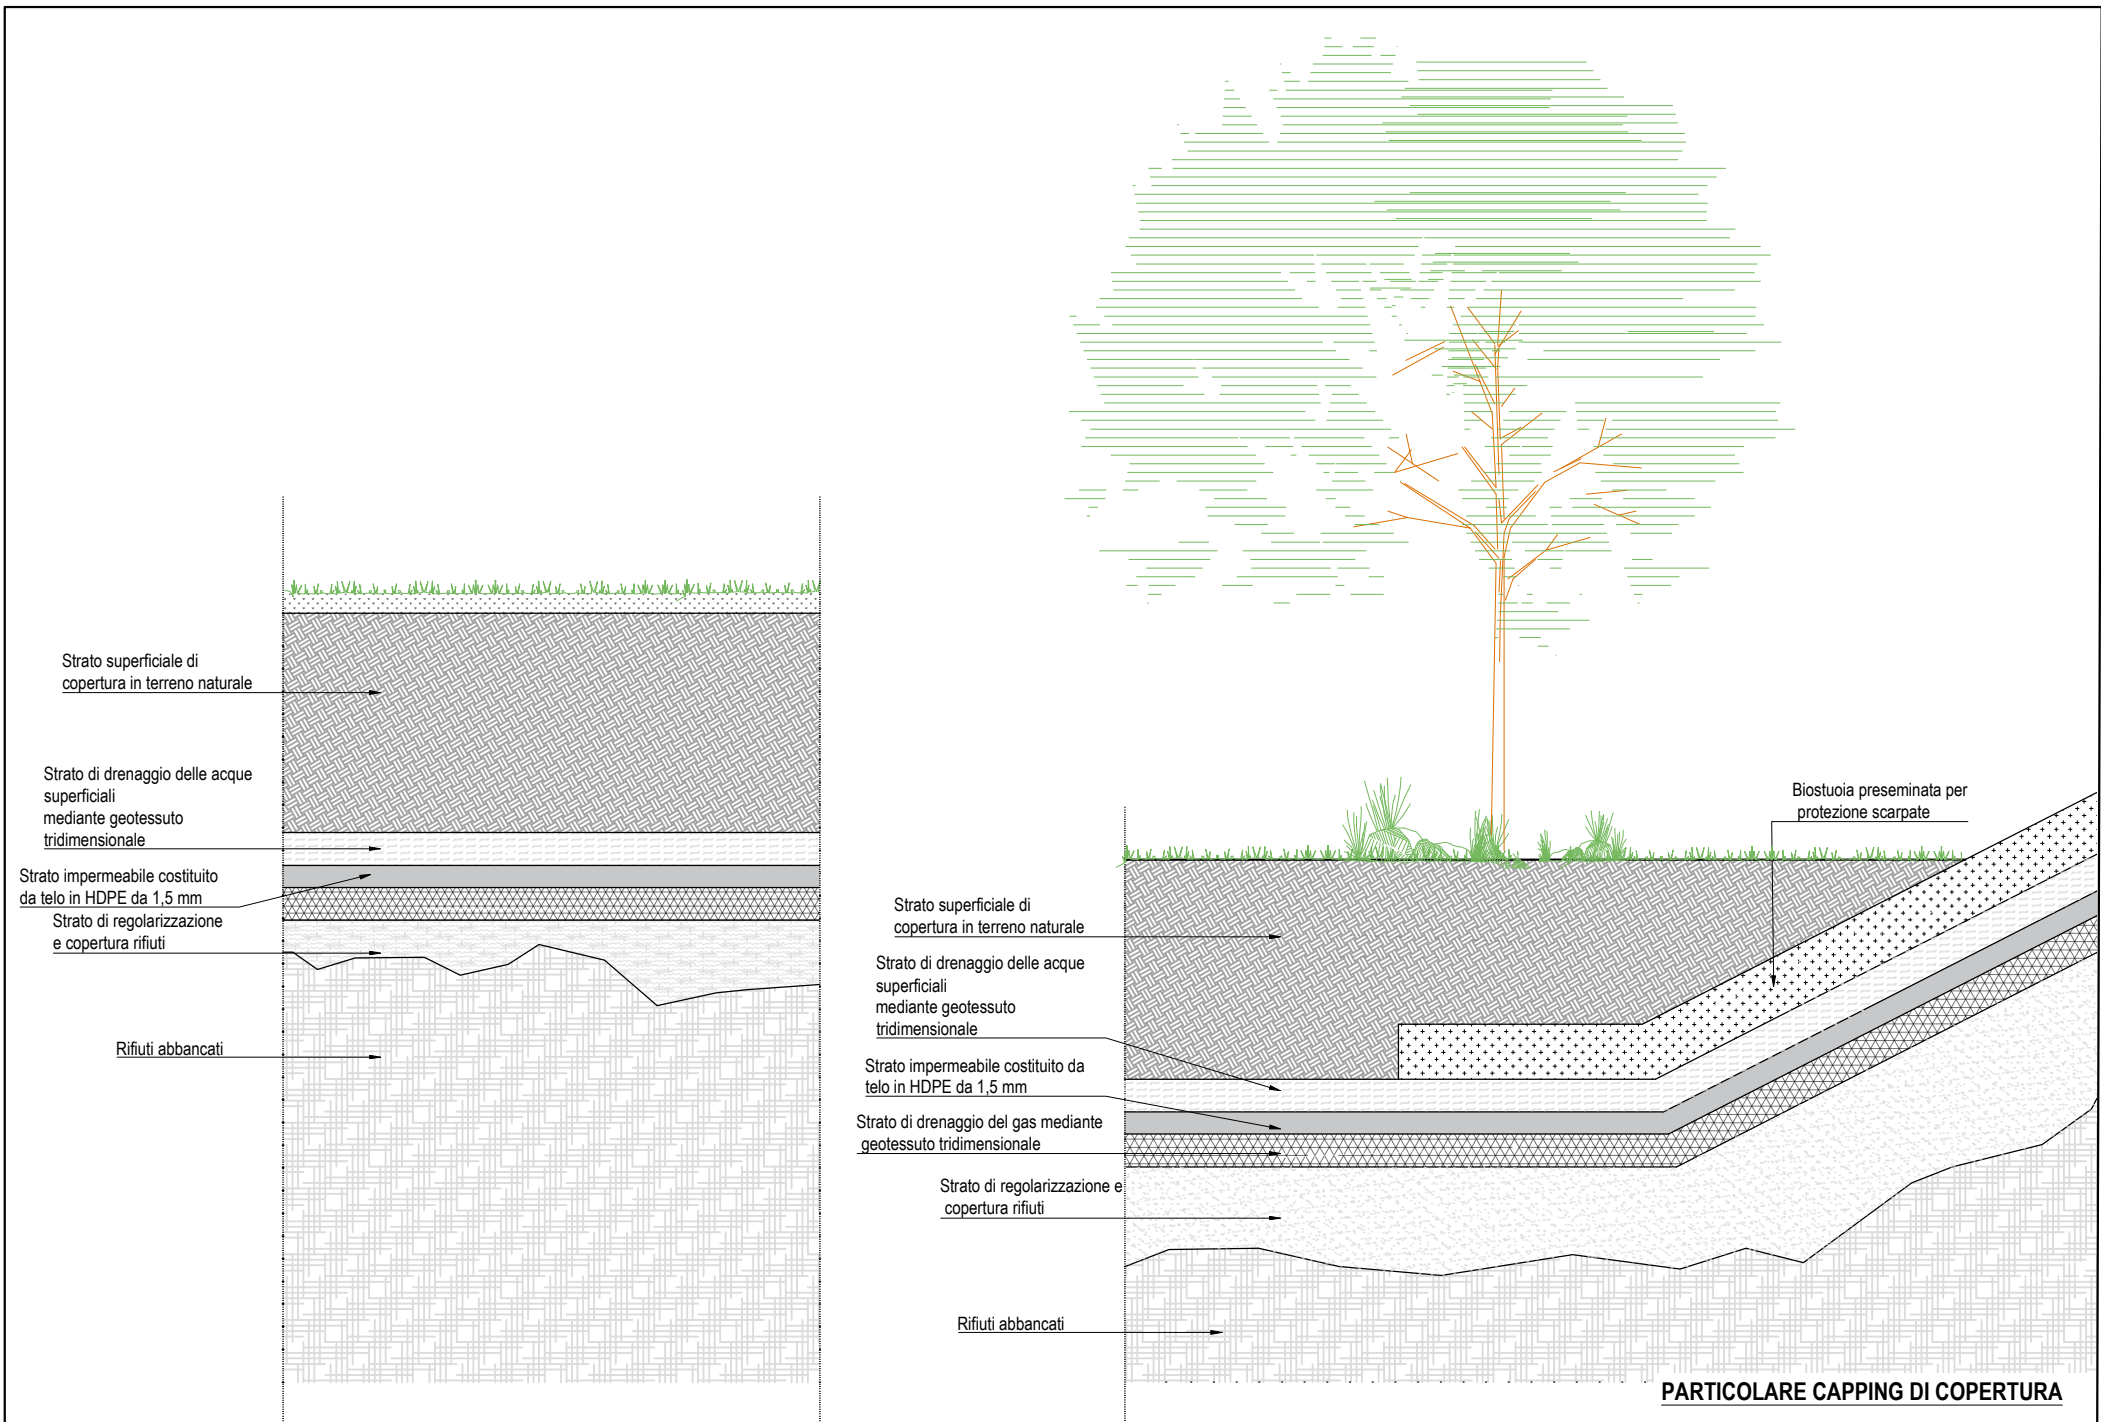 Strato superficiale di
copertura in terreno naturale
Strato di drenaggio delle acque
superficiali
mediante geotessuto
tridimensionale
Strato impermeabile costituito
da telo in HDPE da 1,5 mm
Strato di regolarizzazione
e copertura rifiuti
Rifiuti abbancati
Biostuoia preseminata per
protezione scarpate
Strato superficiale di
copertura in terreno naturale
Strato di drenaggio delle acque
superficiali
mediante geotessuto
tridimensionale
Strato impermeabile costituito da
telo in HDPE da 1,5 mm
Strato di drenaggio del gas mediante
geotessuto tridimensionale
Strato di regolarizzazione e
copertura rifiuti
Rifiuti abbancati
PARTICOLARE CAPPING DI COPERTURA